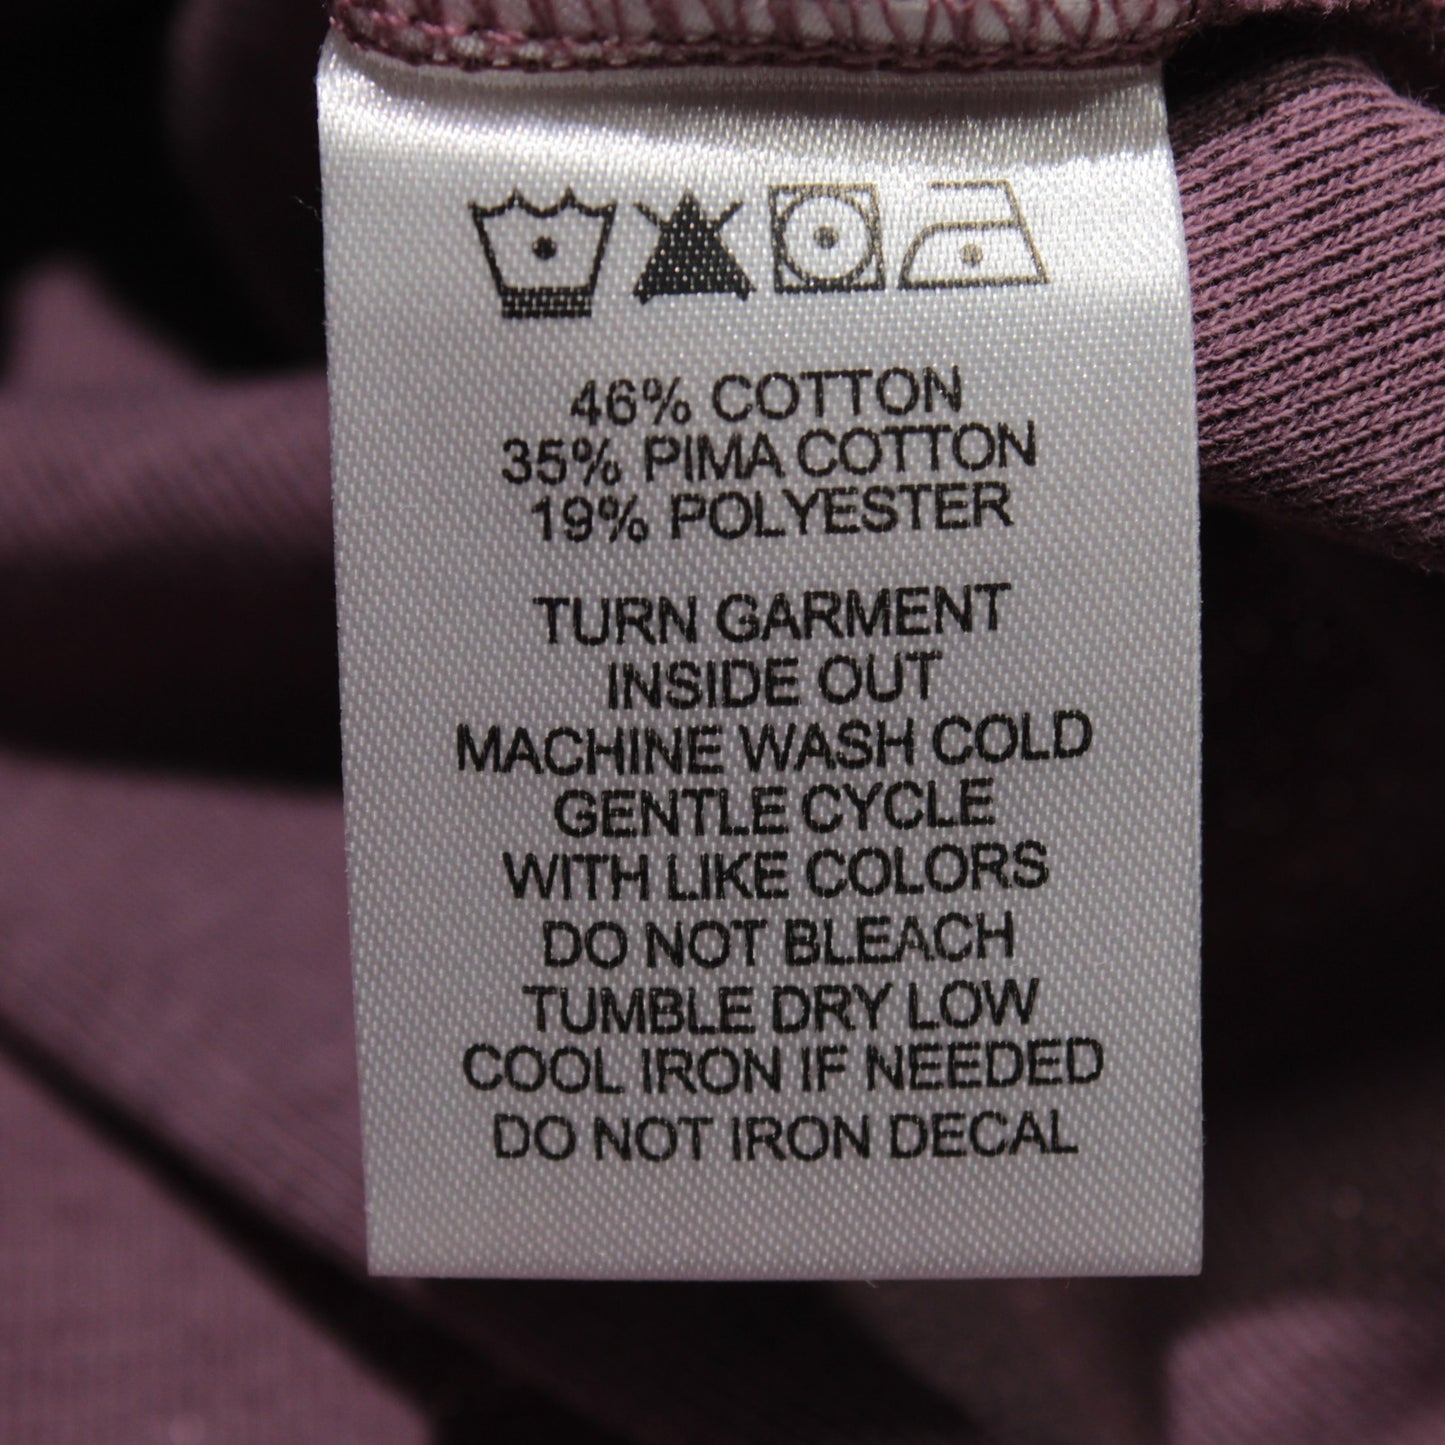 46% COTTON
35% PIMA COTTON
19% POLYESTER
TURN GARMENT
INSIDE OUT
MACHINE WASH COLD
GENTLE CYCLE
WITH LIKE COLORS
DO NOT BLEACH
TUMBLE DRY LOW
COOL IRON IF NEEDED
DO NOT IRON DECAL